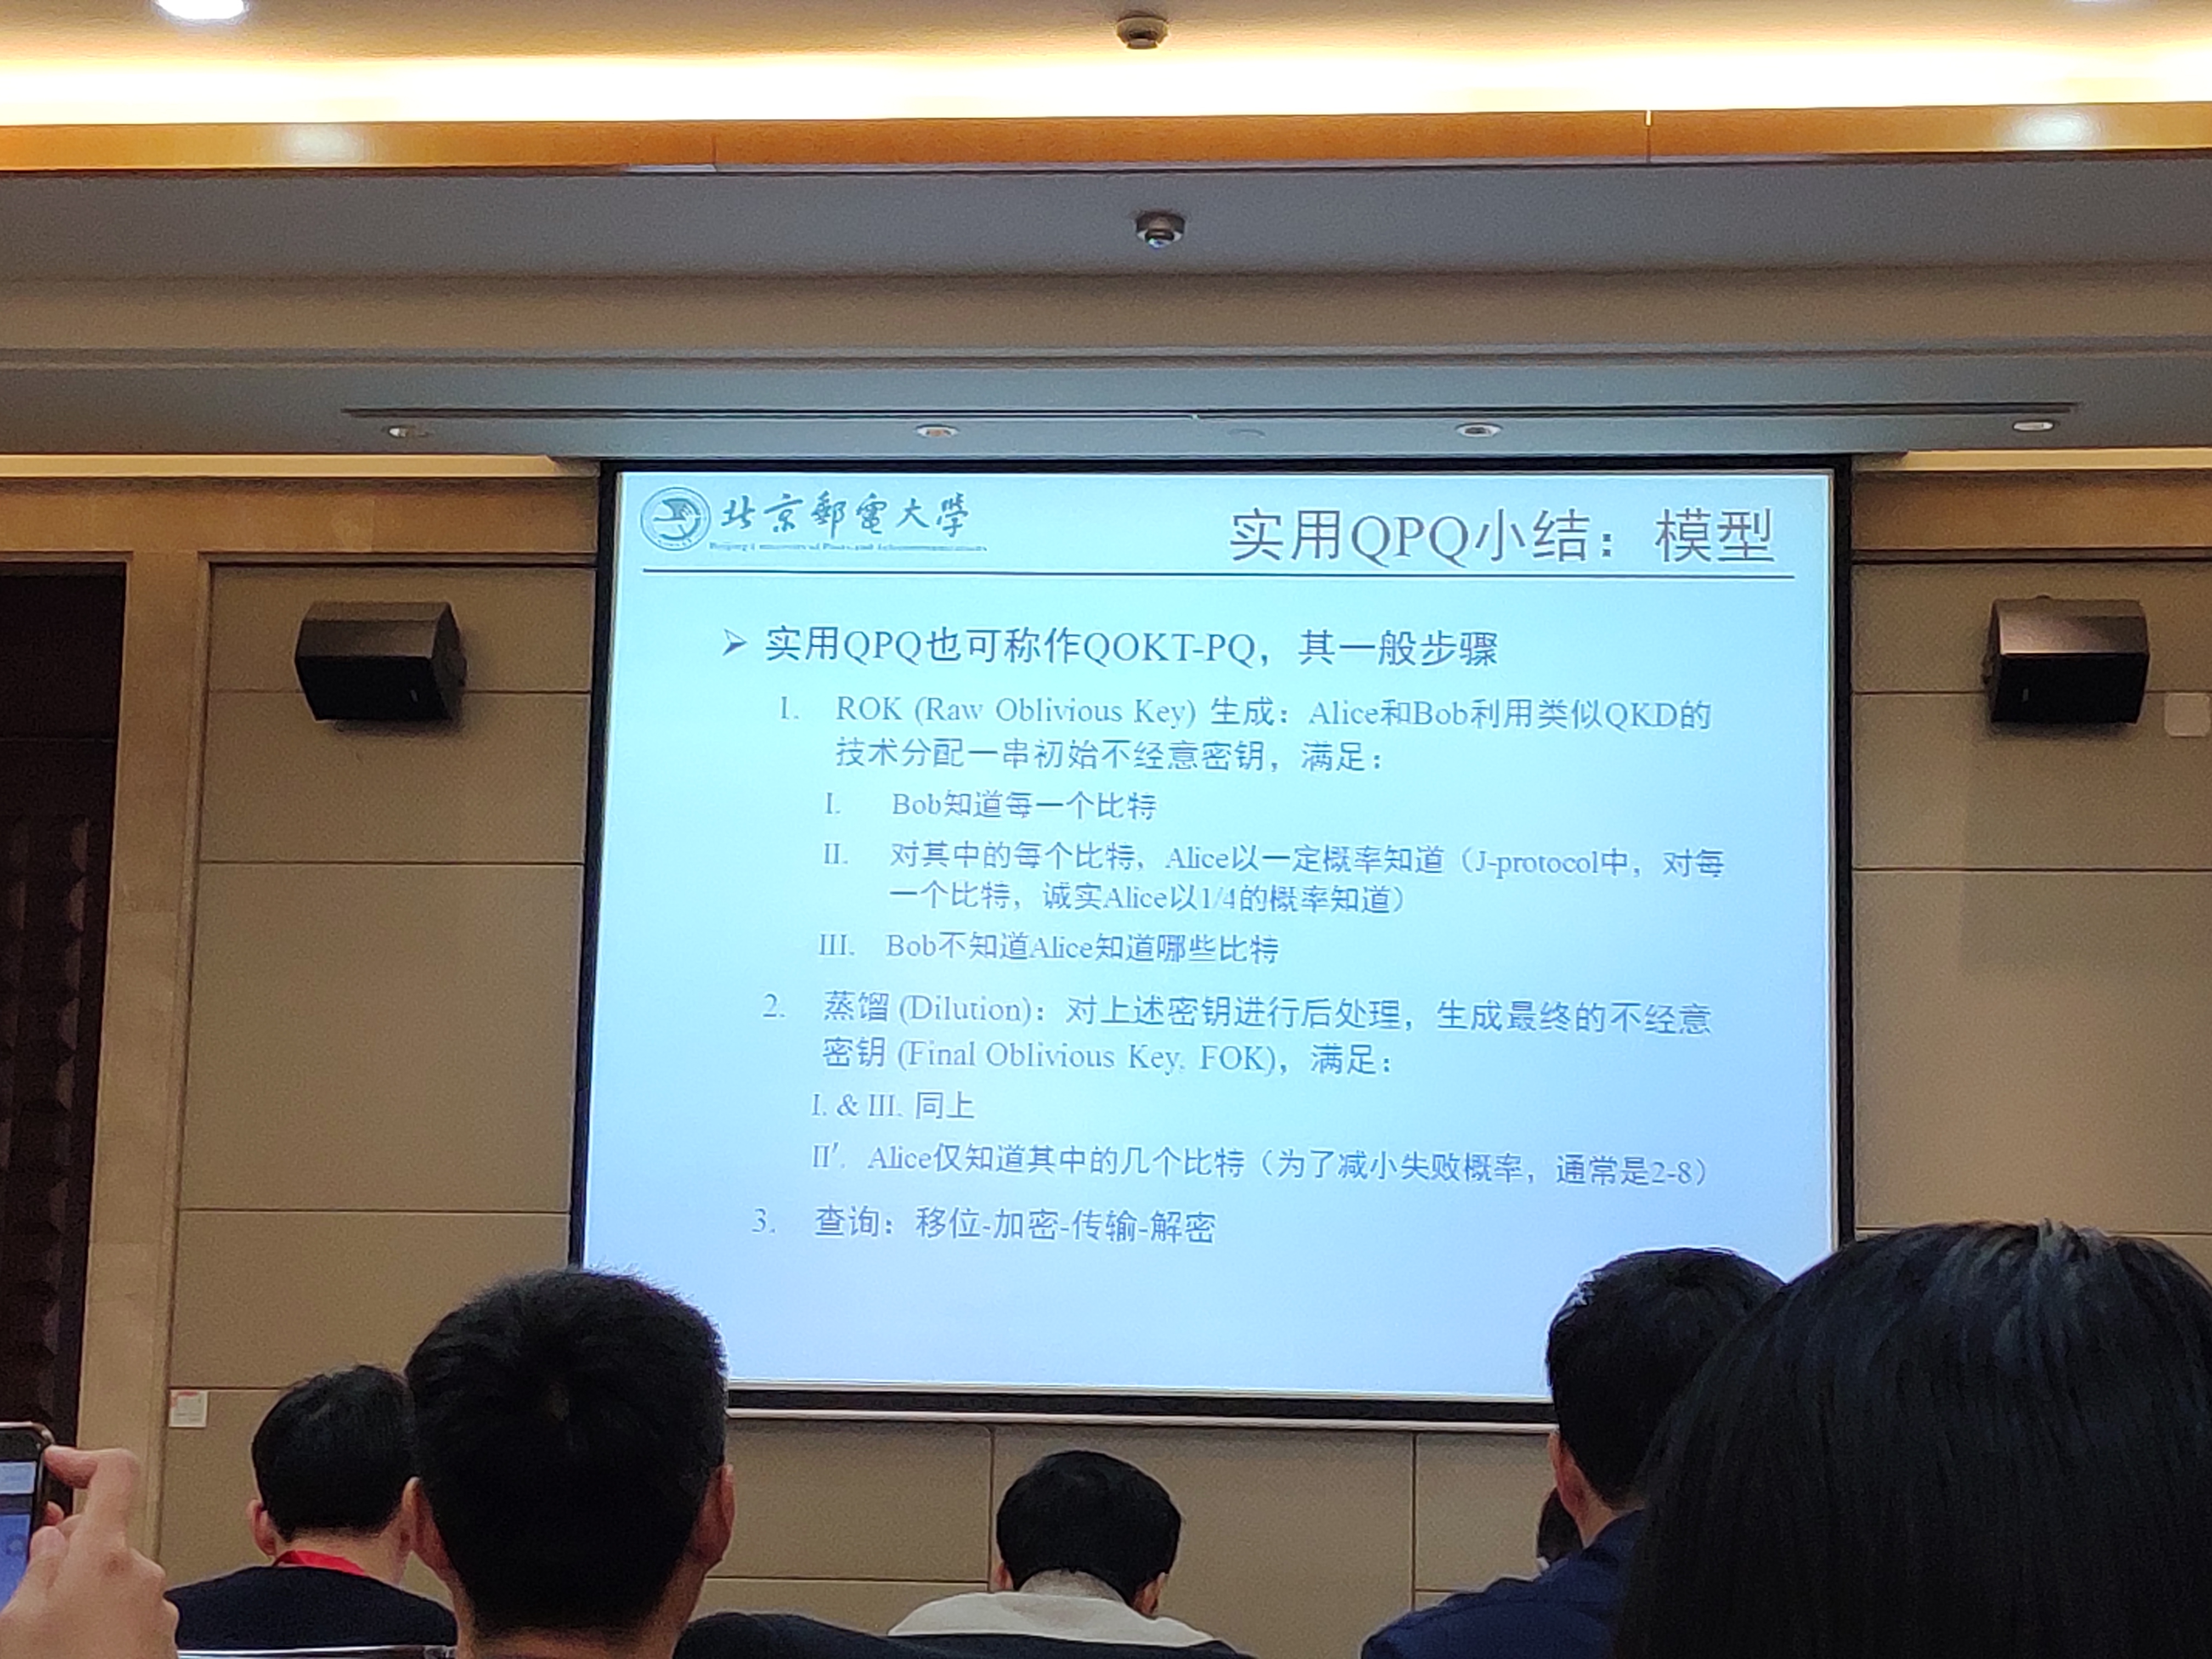 北京郵電大學
Beijing University of Posts and Telecommunications
实用QPQ小结：模型
➢ 实用QPQ也可称作QOKT-PQ，其一般步骤
1. ROK (Raw Oblivious Key) 生成：Alice和Bob利用类似QKD的
技术分配一串初始不经意密钥，满足：
I. Bob知道每一个比特
II. 对其中的每个比特，Alice以一定概率知道（J-protocol中，对每
一个比特，诚实Alice以1/4的概率知道）
III. Bob不知道Alice知道哪些比特
2. 蒸馏 (Dilution)：对上述密钥进行后处理，生成最终的不经意
密钥 (Final Oblivious Key, FOK)，满足：
I. & III. 同上
II′. Alice仅知道其中的几个比特（为了减小失败概率，通常是2-8）
3. 查询：移位-加密-传输-解密